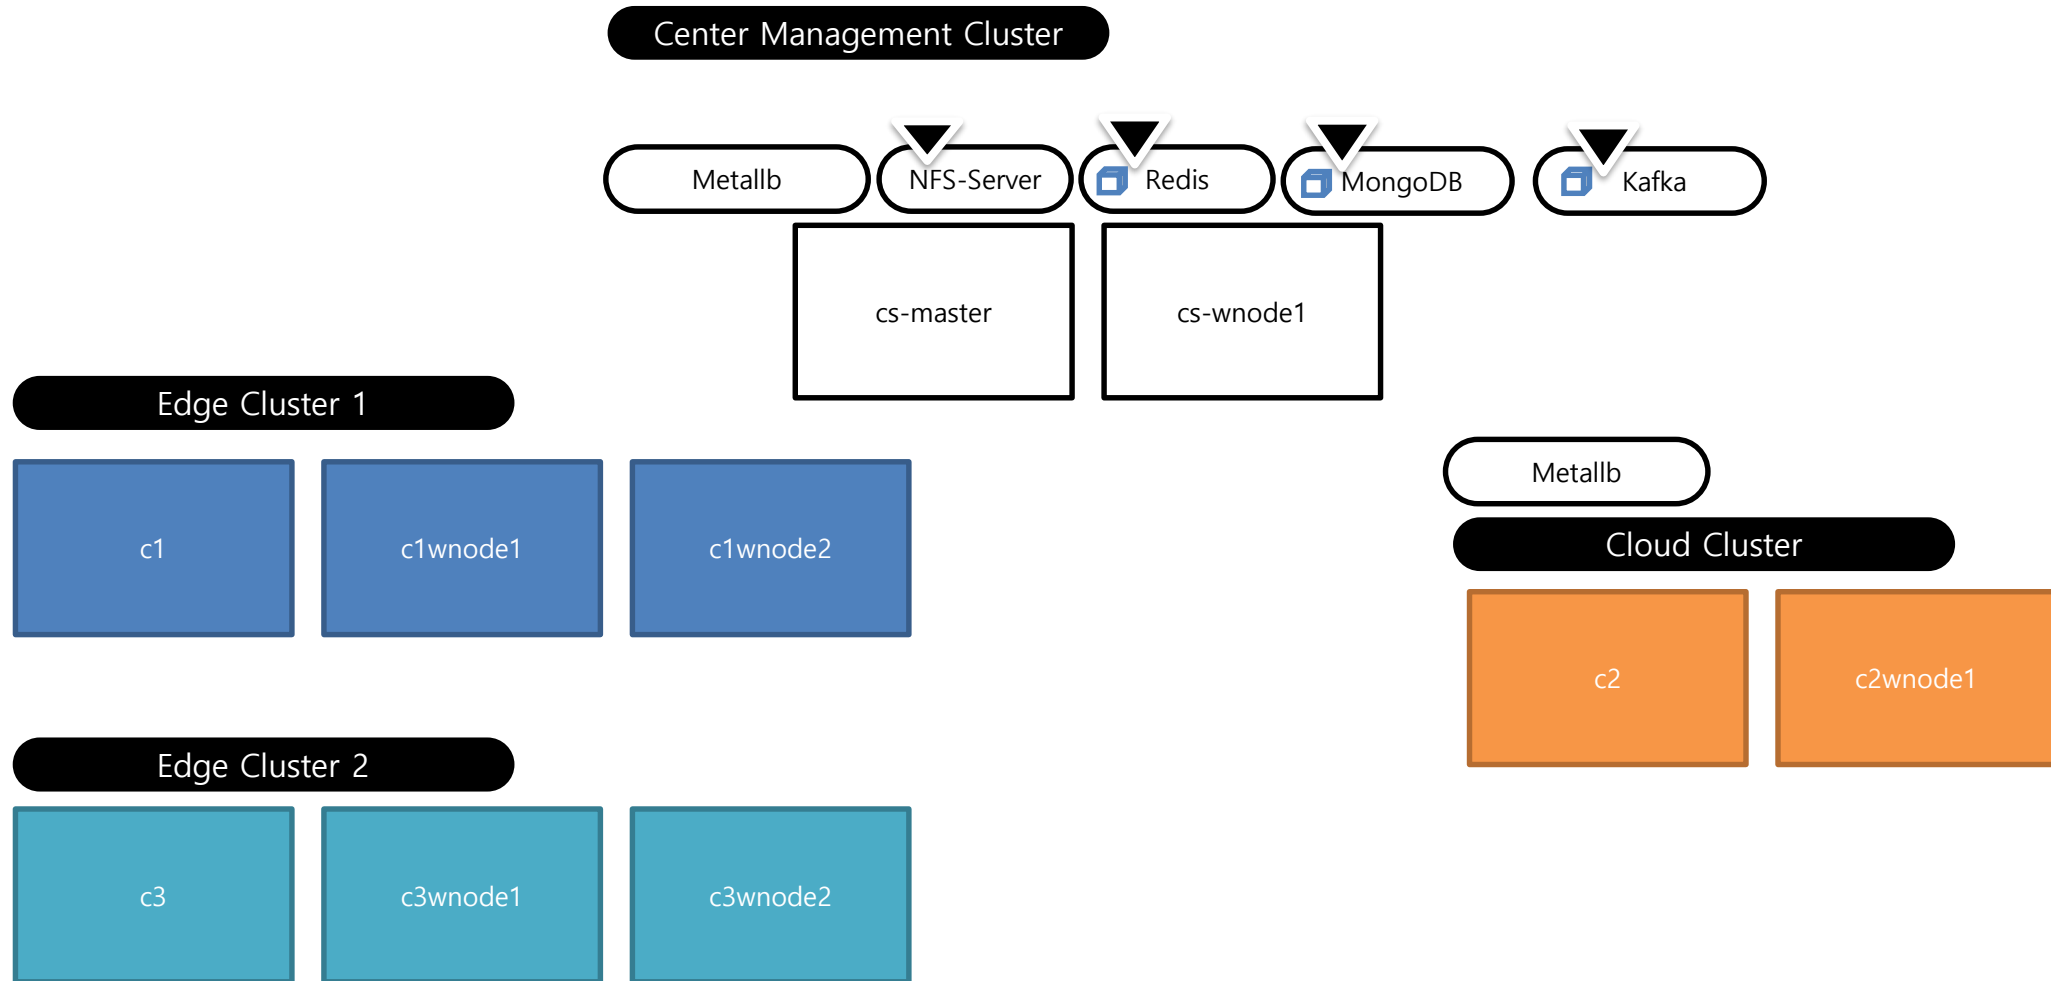 Center Management Cluster
Metallb
NFS-Server
Redis
MongoDB
Kafka
cs-master
cs-wnode1
Edge Cluster 1
c1
c1wnode1
c1wnode2
Metallb
Cloud Cluster
c2
c2wnode1
Edge Cluster 2
c3
c3wnode1
c3wnode2